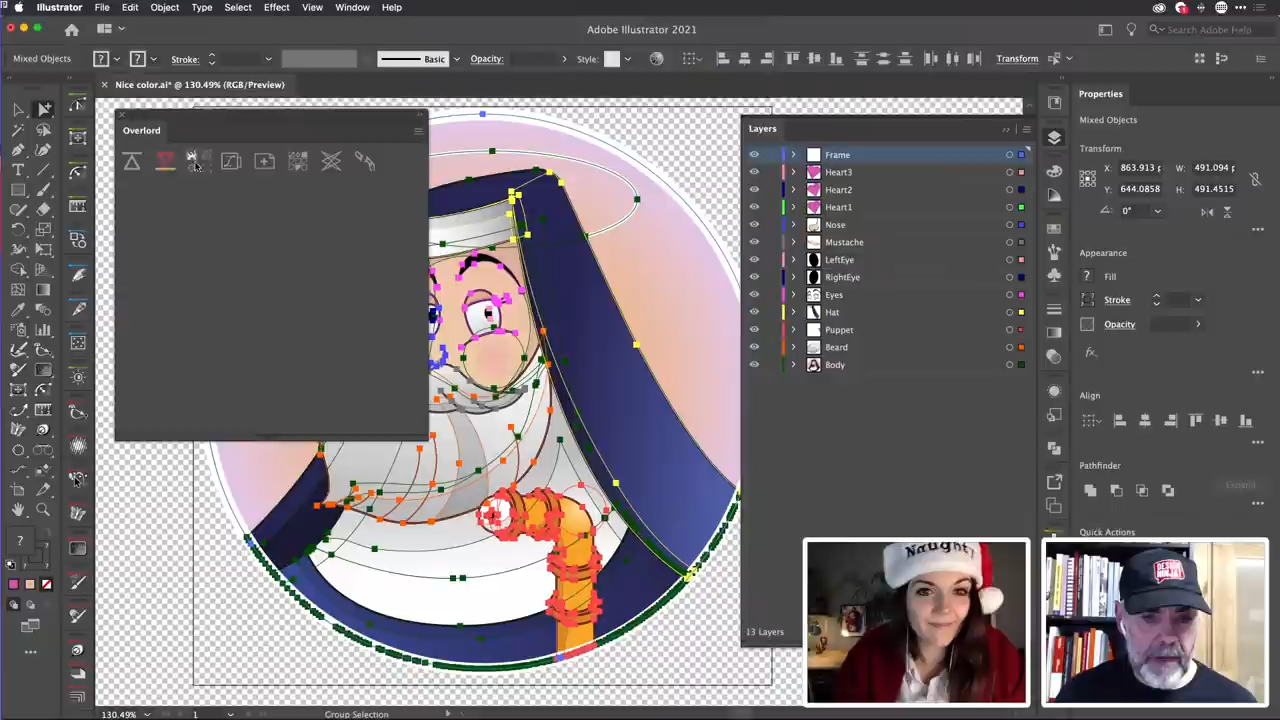 Illustrator File Edit Object Type Select Effect View Window Help
Adobe Illustrator 2021
Search Adobe Help
Mixed Objects ? ? Stroke: Basic Opacity: Style: Transform
Nice color.ai* @ 130.49% (RGB/Preview)
Overlord
Layers
Frame
Heart3
Heart2
Heart1
Nose
Mustache
LeftEye
RightEye
Eyes
Hat
Puppet
Beard
Body
13 Layers
Properties
Mixed Objects
Transform
X: 863.913 p W: 491.094
Y: 644.0858 H: 491.4515
0°
Appearance
? Fill
Stroke
Opacity
fx.
Align
Pathfinder
Expand
Quick Actions
?
Naughty
130.49% 1 Group Selection